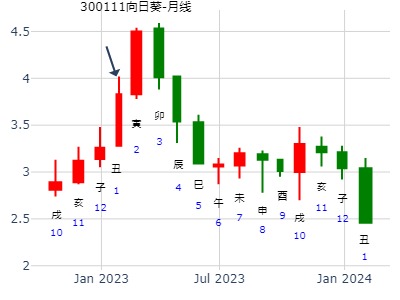 300111向日葵-月线
4.5
4
3.5
3
2.5
2
戌
10
亥
11
子
12
丑
1
寅
2
卯
3
辰
4
巳
5
午
6
未
7
申
8
酉
9
戌
10
亥
11
子
12
丑
1
Jan 2023
Jul 2023
Jan 2024